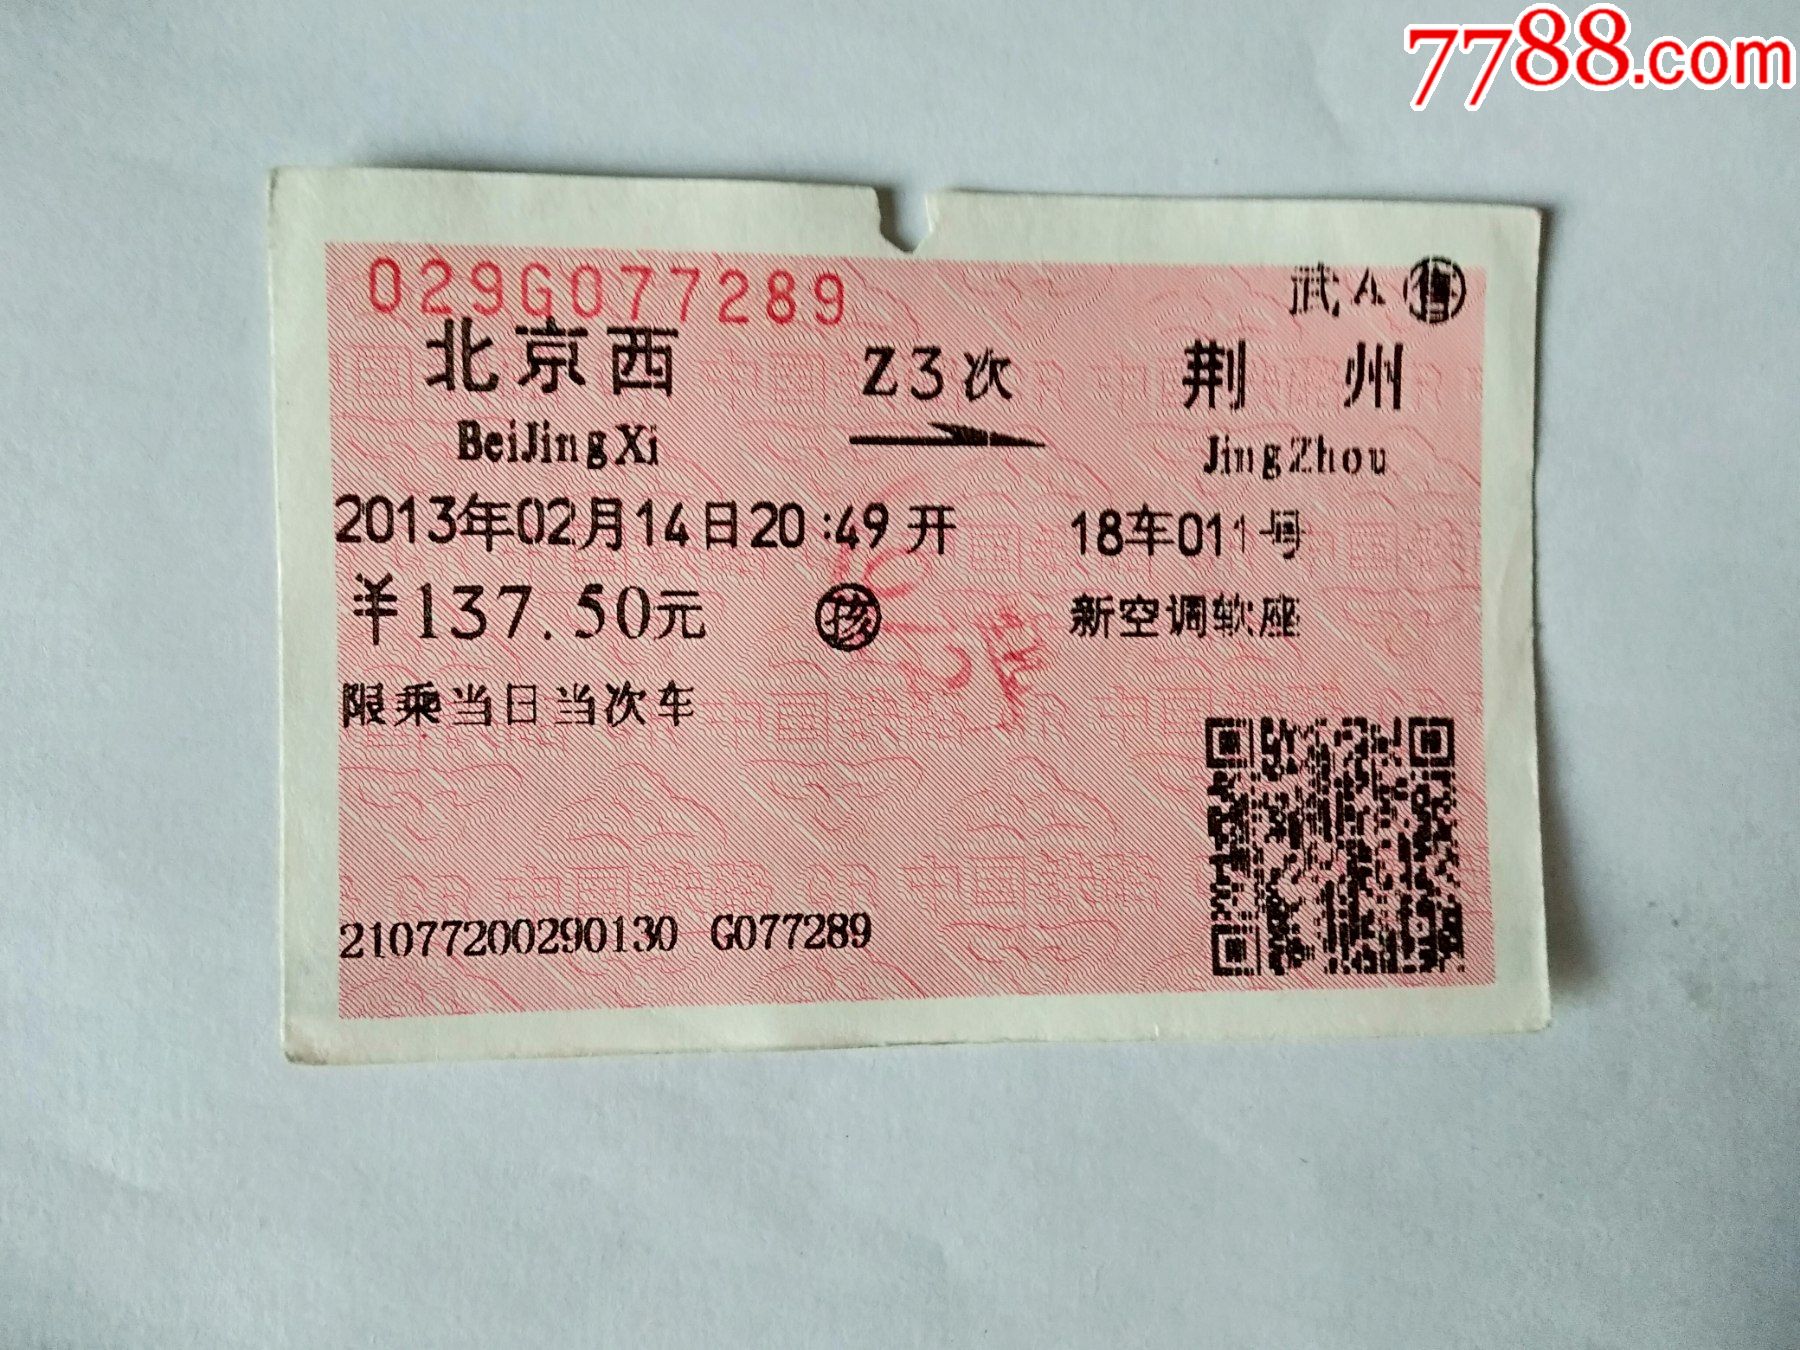 7788.com
029G077289
武A 售
北京西 Z3次 荆州
BeiJingXi JingZhou
2013年02月14日20:49开 18车011号
￥137.50元 孩 新空调软座
限乘当日当次车
21077200290130 G077289